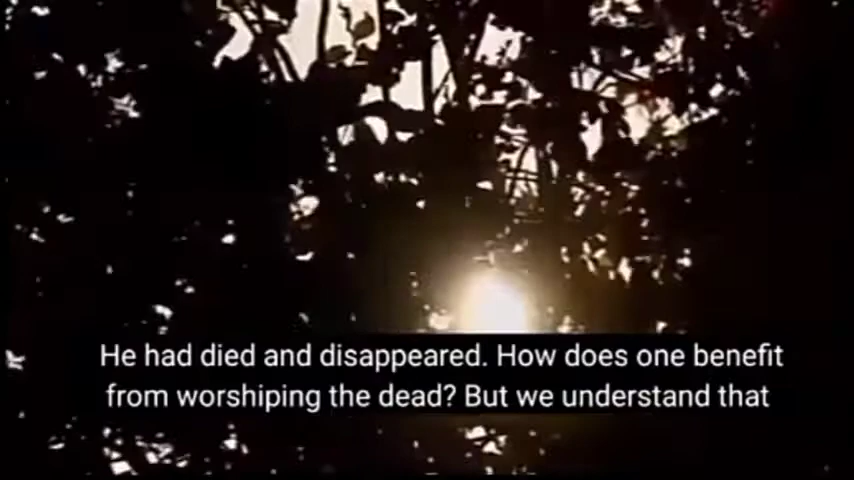 He had died and disappeared. How does one benefit
from worshiping the dead? But we understand that